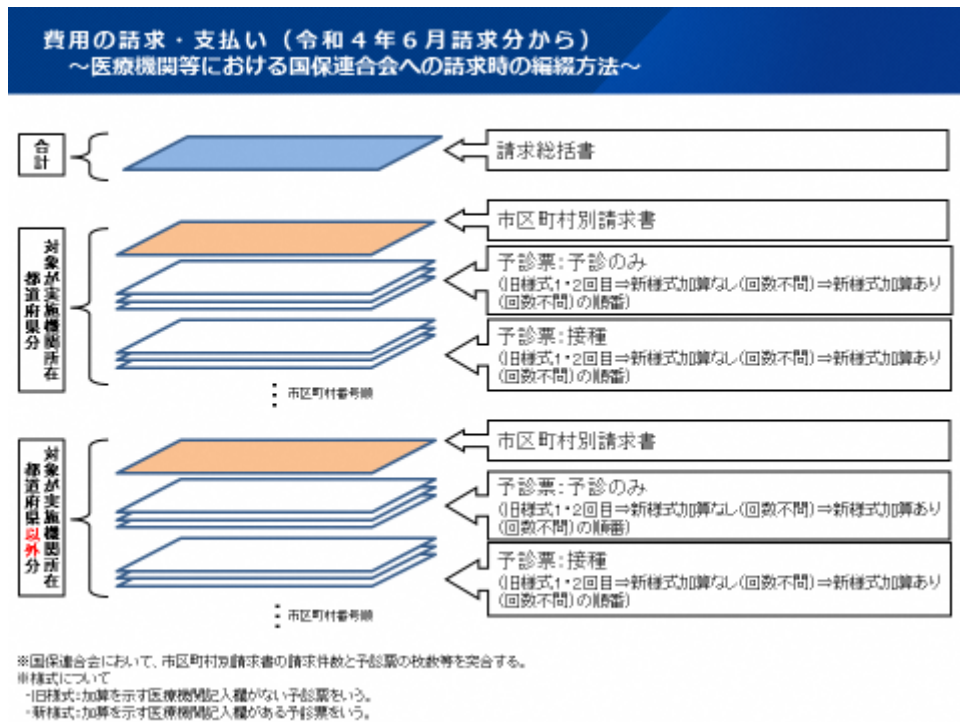 費用の請求・支払い（令和４年６月請求分から）
～医療機関等における国保連合会への請求時の編綴方法～
合計
請求総括書
対象が実施機関所在
都道府県分
市区町村別請求書
予診票：予診のみ
（旧様式1・2回目⇒新様式加算なし（回数不問）⇒新様式加算あり
（回数不問）の順番）
予診票：接種
（旧様式1・2回目⇒新様式加算なし（回数不問）⇒新様式加算あり
（回数不問）の順番）
市区町村番号順
対象が実施機関所在
都道府県以外分
市区町村別請求書
予診票：予診のみ
（旧様式1・2回目⇒新様式加算なし（回数不問）⇒新様式加算あり
（回数不問）の順番）
予診票：接種
（旧様式1・2回目⇒新様式加算なし（回数不問）⇒新様式加算あり
（回数不問）の順番）
市区町村番号順
※国保連合会において、市区町村別請求書の請求件数と予診票の枚数等を突合する。
※様式について
・旧様式：加算を示す医療機関記入欄がない予診票をいう。
・新様式：加算を示す医療機関記入欄がある予診票をいう。